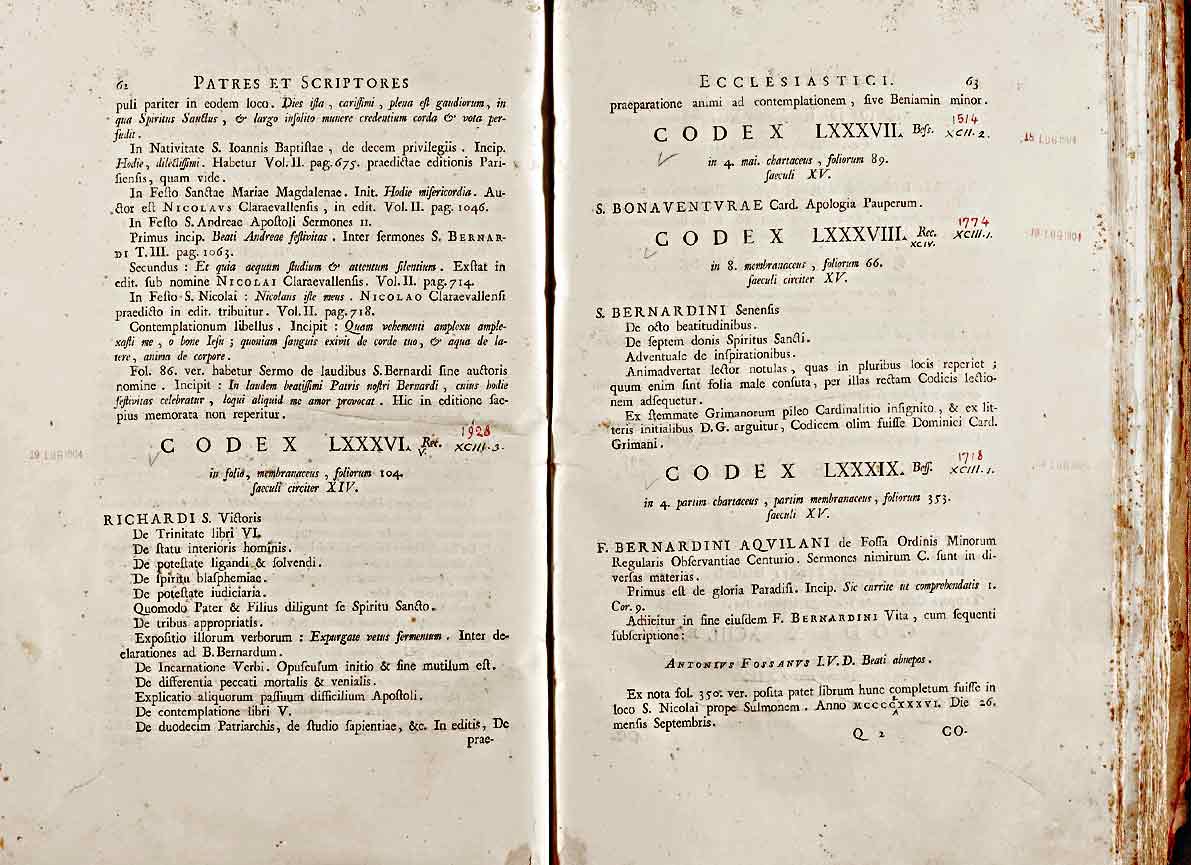 62 PATRES ET SCRIPTORES
puli pariter in eodem loco. Dies ista, carissimi, plena est gaudiorum, in
qua Spiritus Sanctus, & largo insolito munere credentium corda & vota per-
fudit.
In Nativitate S. Ioannis Baptistae, de decem privilegiis. Incip.
Hodie, dilectissimi. Habetur Vol. II. pag. 675. praedictae editionis Pari-
siensis, quam vide.
In Festo Sanctae Mariae Magdalenae. Init. Hodie misericordia. Au-
ctor est NICOLAVS Claraevallensis, in edit. Vol. II. pag. 1046.
In Festo S. Andreae Apostoli Sermones II.
Primus incip. Beati Andreae festivitas. Inter sermones S. BERNAR-
DI T. III. pag. 1063.
Secundus: Et quia aequum studium & attentum silentium. Exstat in
edit. sub nomine NICOLAI Claraevallensis. Vol. II. pag. 714.
In Festo S. Nicolai: Nicolaus iste meus. NICOLAO Claraevallensi
praedicto in edit. tribuitur. Vol. II. pag. 718.
Contemplationum libellus. Incipit: Quam vehementi amplexu ample-
xasti me, o bone Iesu; quoniam sanguis exivit de corde tuo, & aqua de la-
tere, anima de corpore.
Fol. 86. ver. habetur Sermo de laudibus S. Bernardi sine auctoris
nomine. Incipit: In laudem beatissimi Patris nostri Bernardi, cuius hodie
festivitas celebratur, loqui aliquid me amor provocat. Hic in editione sae-
pius memorata non reperitur.
1928
CODEX LXXXVI. Rec. XCIII.3.
V.
in folio, membranaceus, foliorum 104.
saeculi circiter XIV.
RICHARDI S. Victoris
De Trinitate libri VI.
De statu interioris hominis.
De potestate ligandi & solvendi.
De spiritu blasphemiae.
De potestate iudiciaria.
Quomodo Pater & Filius diligunt se Spiritu Sancto.
De tribus appropriatis.
Expositio illorum verborum: Expurgate vetus fermentum. Inter de-
clarationes ad B. Bernardum.
De Incarnatione Verbi. Opusculum initio & fine mutilum est.
De differentia peccati mortalis & venialis.
Explicatio aliquorum passuum difficilium Apostoli.
De contemplatione libri V.
De duodecim Patriarchis, de studio sapientiae, &c. In editis, De
prae-
ECCLESIASTICI. 63
praeparatione animi ad contemplationem, sive Beniamin minor.
1514
CODEX LXXXVII. Bess. XCII.2.
in 4. mai. chartaceus, foliorum 89.
saeculi XV.
S. BONAVENTVRAE Card. Apologia Pauperum.
1774
CODEX LXXXVIII. Rec. XCIII.1.
XCIV.
in 8. membranaceus, foliorum 66.
saeculi circiter XV.
S. BERNARDINI Senensis
De octo beatitudinibus.
De septem donis Spiritus Sancti.
Adventuale de inspirationibus.
Animadvertat lector notulas, quas in pluribus locis reperiet;
quum enim sint folia male consuta, per illas rectam Codicis lectio-
nem adsequetur.
Ex stemmate Grimanorum pileo Cardinalitio insignito, & ex lit-
teris initialibus D.G. arguitur, Codicem olim fuisse Dominici Card.
Grimani.
1718
CODEX LXXXIX. Bess. XCIII.1.
in 4. partim chartaceus, partim membranaceus, foliorum 353.
saeculi XV.
F. BERNARDINI AQVILANI de Fossa Ordinis Minorum
Regularis Observantiae Centurio. Sermones nimirum C. sunt in di-
versas materias.
Primus est de gloria Paradisi. Incip. Sic currite ut comprehendatis 1.
Cor. 9.
Adiicitur in fine eiusdem F. BERNARDINI Vita, cum sequenti
subscriptione:
ANTONIVS FOSSANVS I.V.D. Beati abnepos.
Ex nota fol. 350. ver. posita patet librum hunc completum fuisse in
loco S. Nicolai prope Sulmonem. Anno MCCCCXXXVI. Die 26.
mensis Septembris.
Q 2 CO-